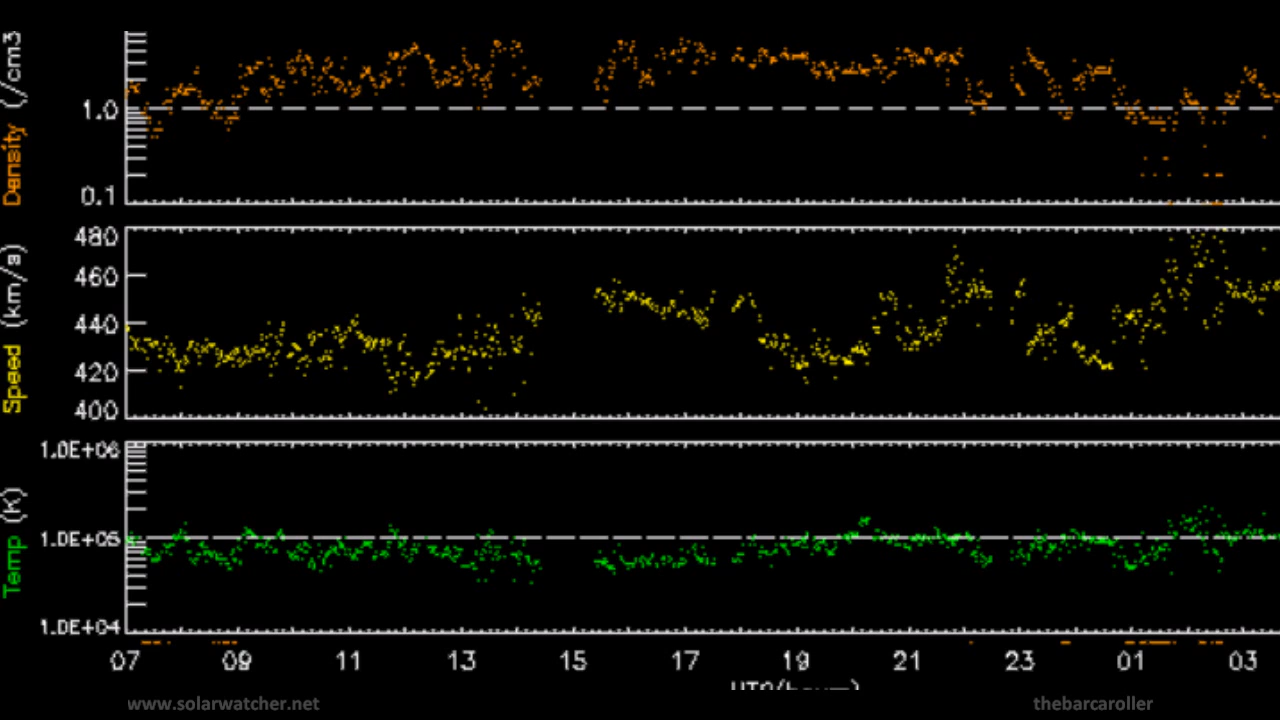 Density (/cm3
1.0
0.1
Speed (km/s)
480
460
440
420
400
Temp (K)
1.0E+06
1.0E+05
1.0E+04
07 09 11 13 15 17 19 21 23 01 03
www.solarwatcher.net thebarcaroller